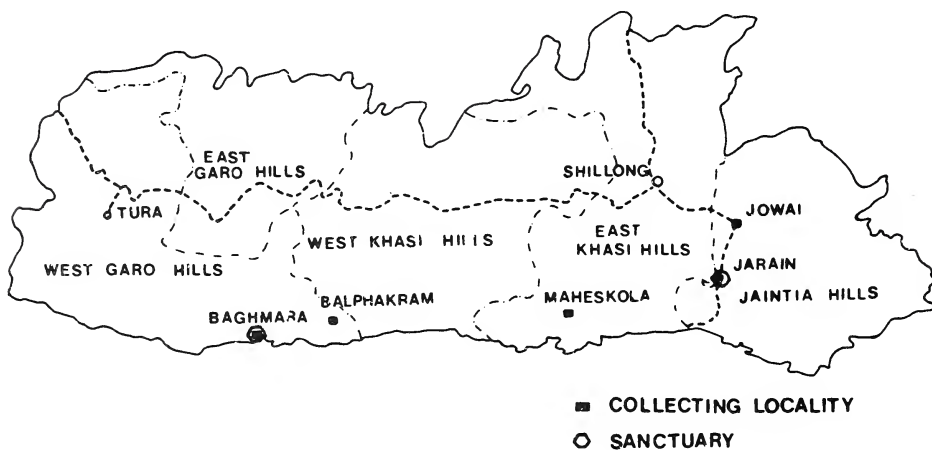 EAST
GARO HILLS
SHILLONG
TURA
JOWAI
WEST KHASI HILLS
EAST
KHASI HILLS
WEST GARO HILLS
JARAIN
BALPHAKRAM
MAHESKOLA
JAINTIA HILLS
BAGHMARA
COLLECTING LOCALITY
SANCTUARY